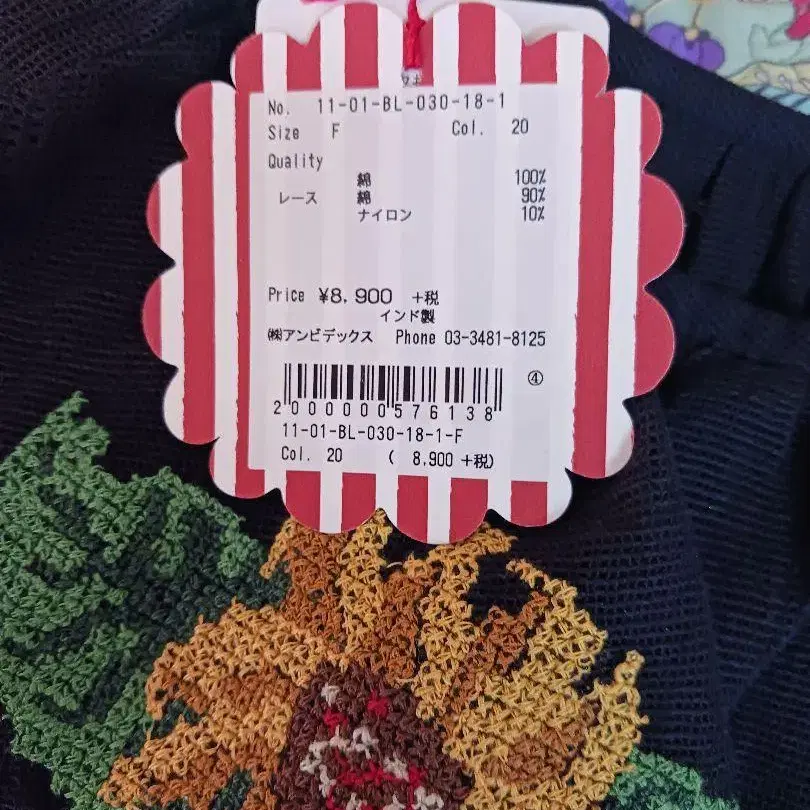 No. 11-01-BL-030-18-1
Size F Col. 20
Quality
綿 100%
レース 綿 90%
ナイロン 10%
Price ¥8,900 +税
インド製
㈱アンビデックス Phone 03-3481-8125
④
2000000576138
11-01-BL-030-18-1-F
Col. 20 ( 8,900 +税)